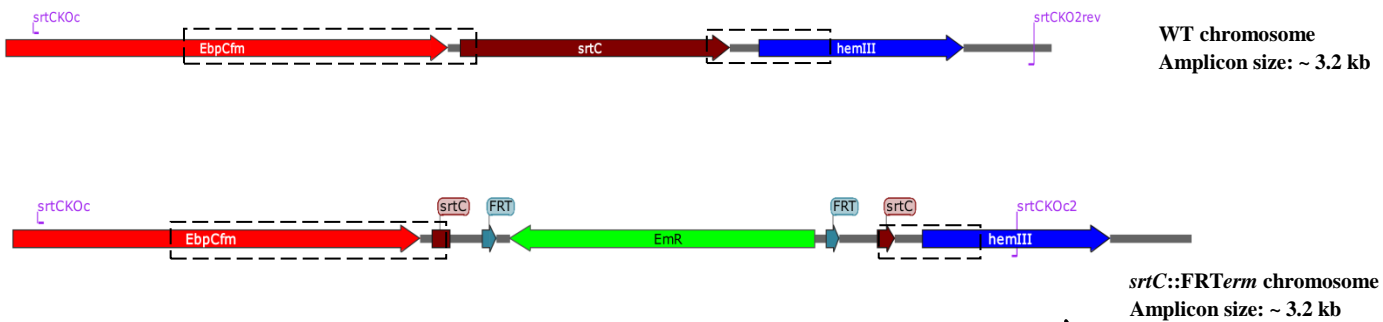 srtCKOc
srtCKO2rev
EbpCfm
srtC
hemIII
WT chromosome
Amplicon size: ~ 3.2 kb
srtCKOc
srtC
FRT
FRT
srtC
srtCKOc2
EbpCfm
EmR
hemIII
srtC::FRTerm chromosome
Amplicon size: ~ 3.2 kb